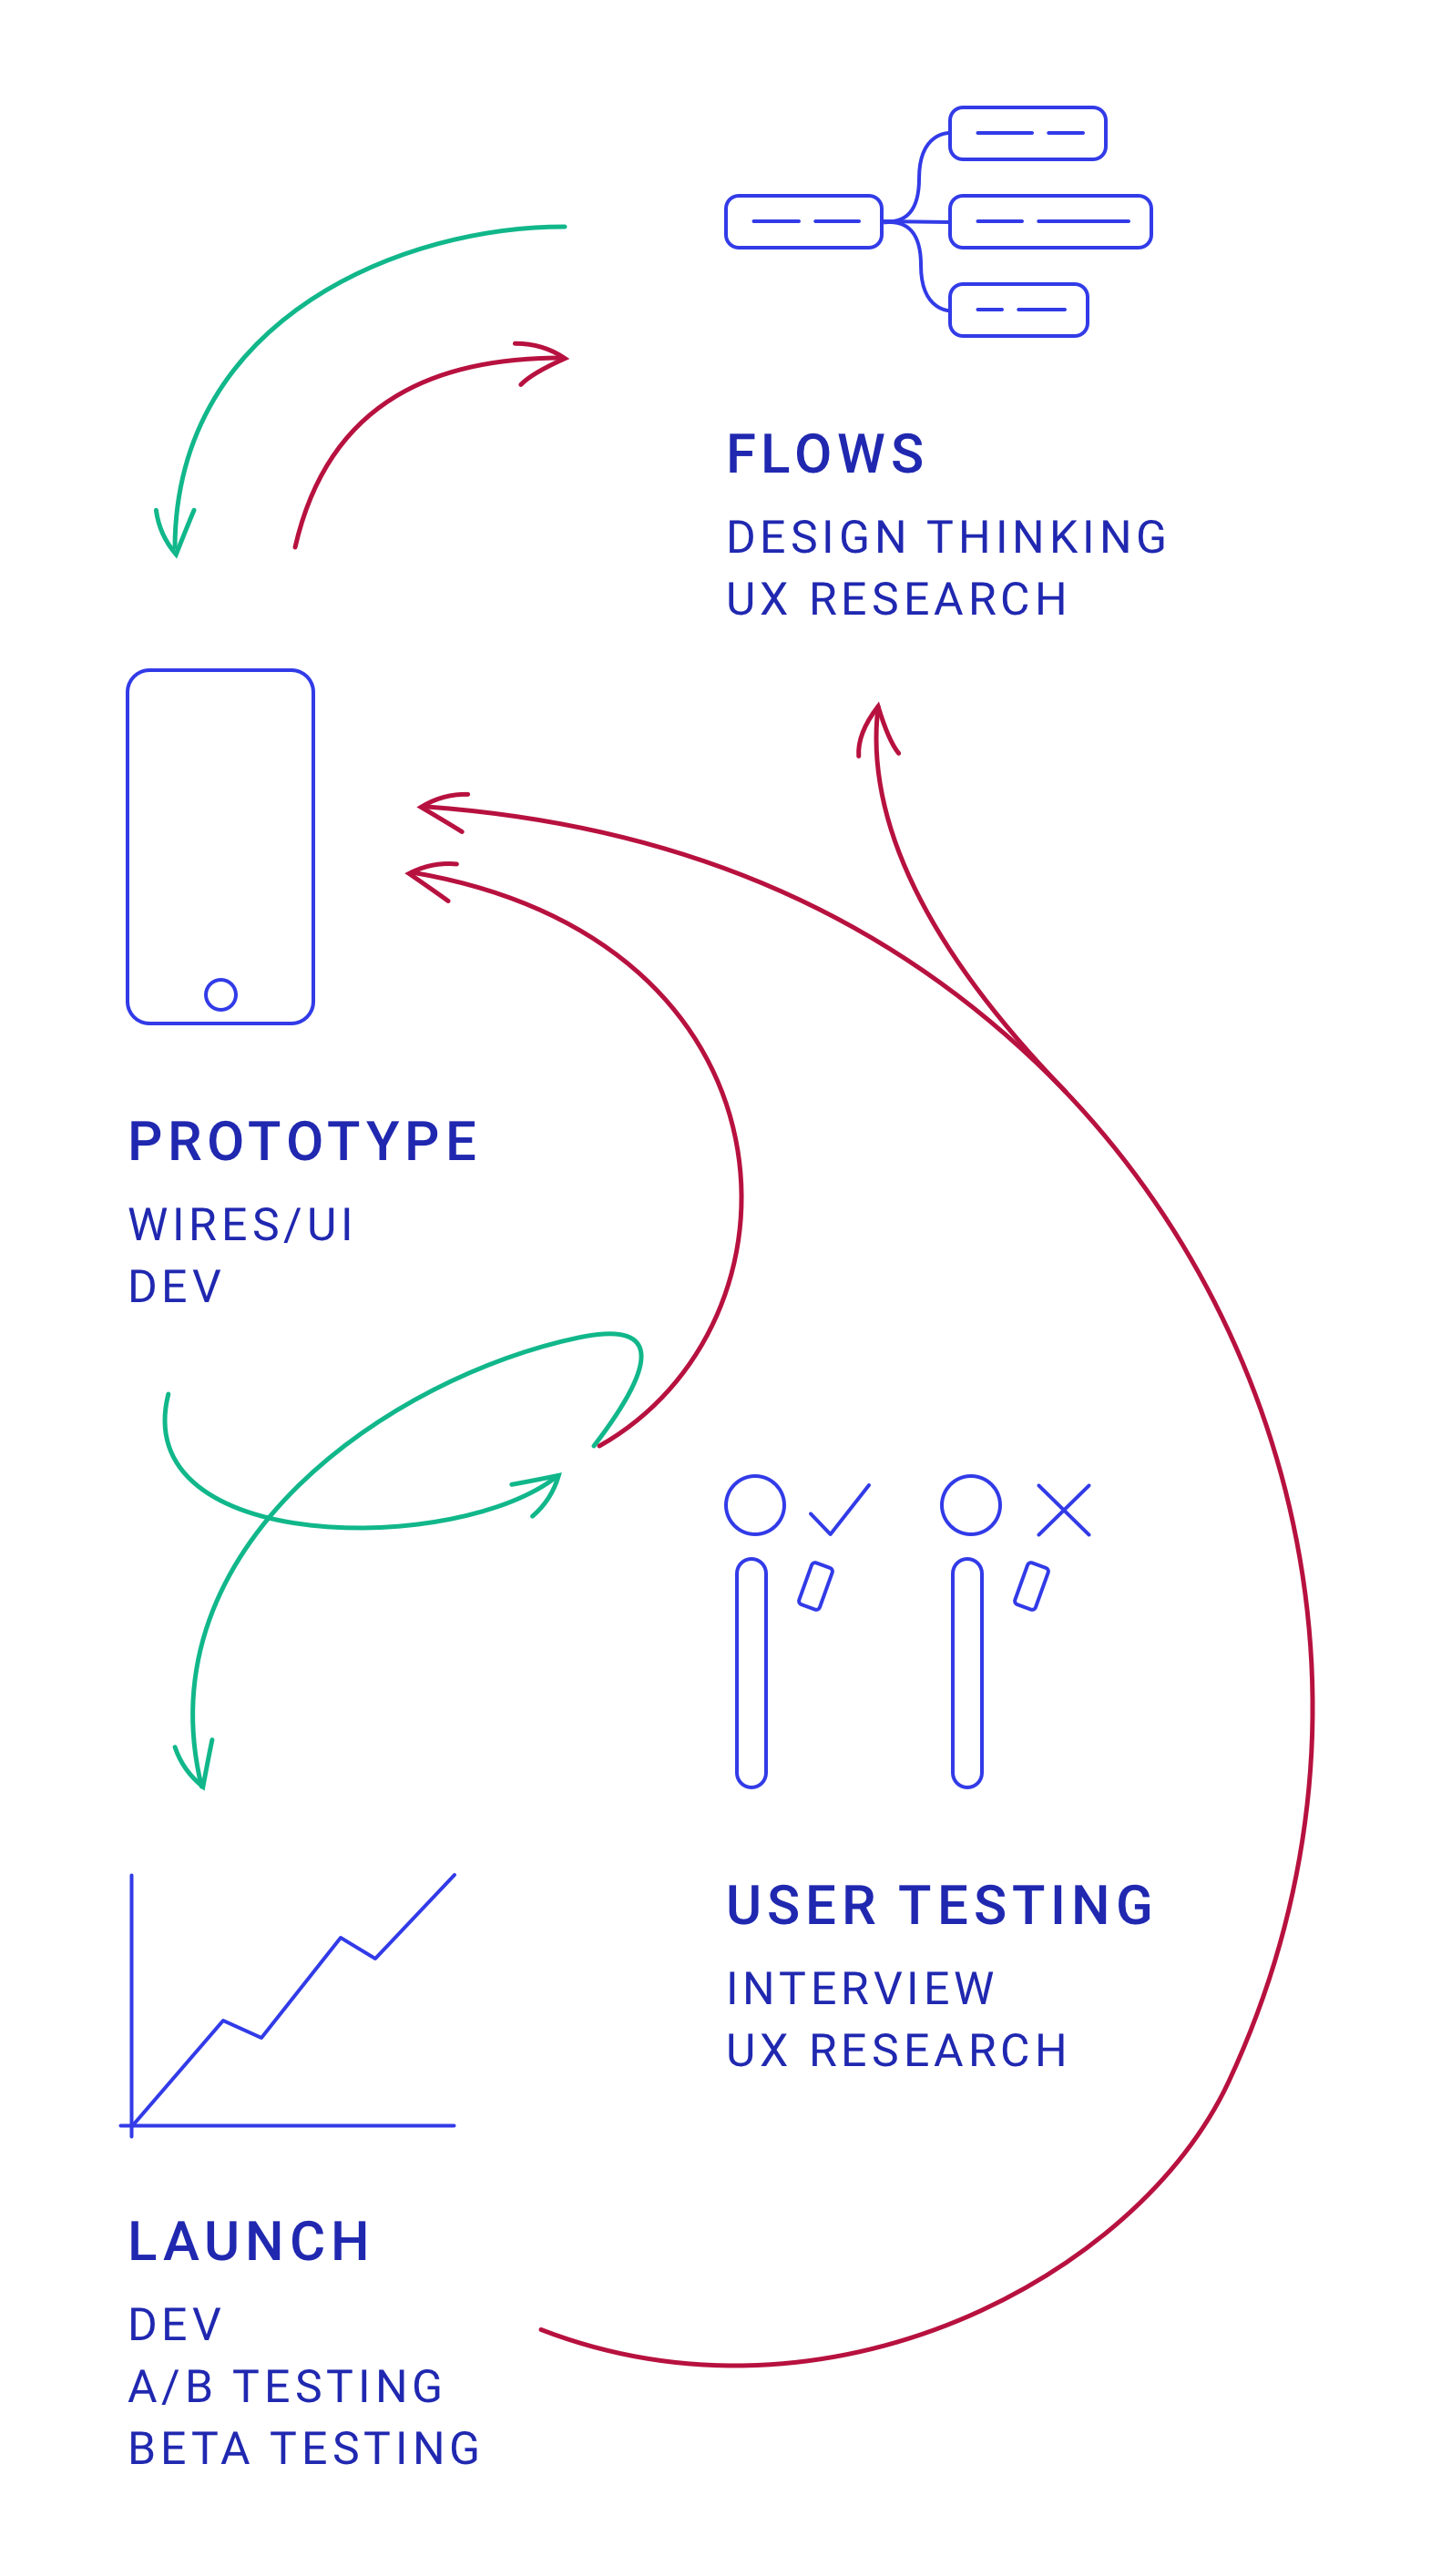 FLOWS
DESIGN THINKING
UX RESEARCH
PROTOTYPE
WIRES/UI
DEV
USER TESTING
INTERVIEW
UX RESEARCH
LAUNCH
DEV
A/B TESTING
BETA TESTING